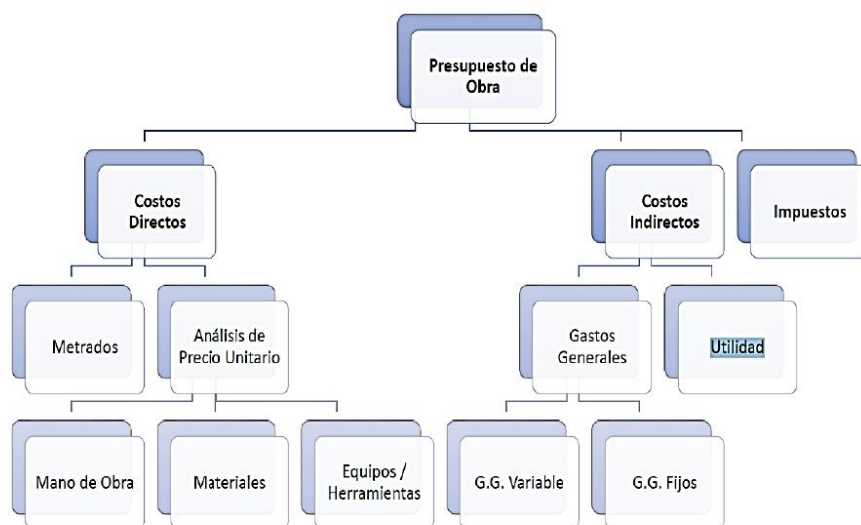 Presupuesto de
Obra
Costos
Directos
Costos
Indirectos
Impuestos
Metrados
Análisis de
Precio Unitario
Gastos
Generales
Utilidad
Mano de Obra
Materiales
Equipos /
Herramientas
G.G. Variable
G.G. Fijos